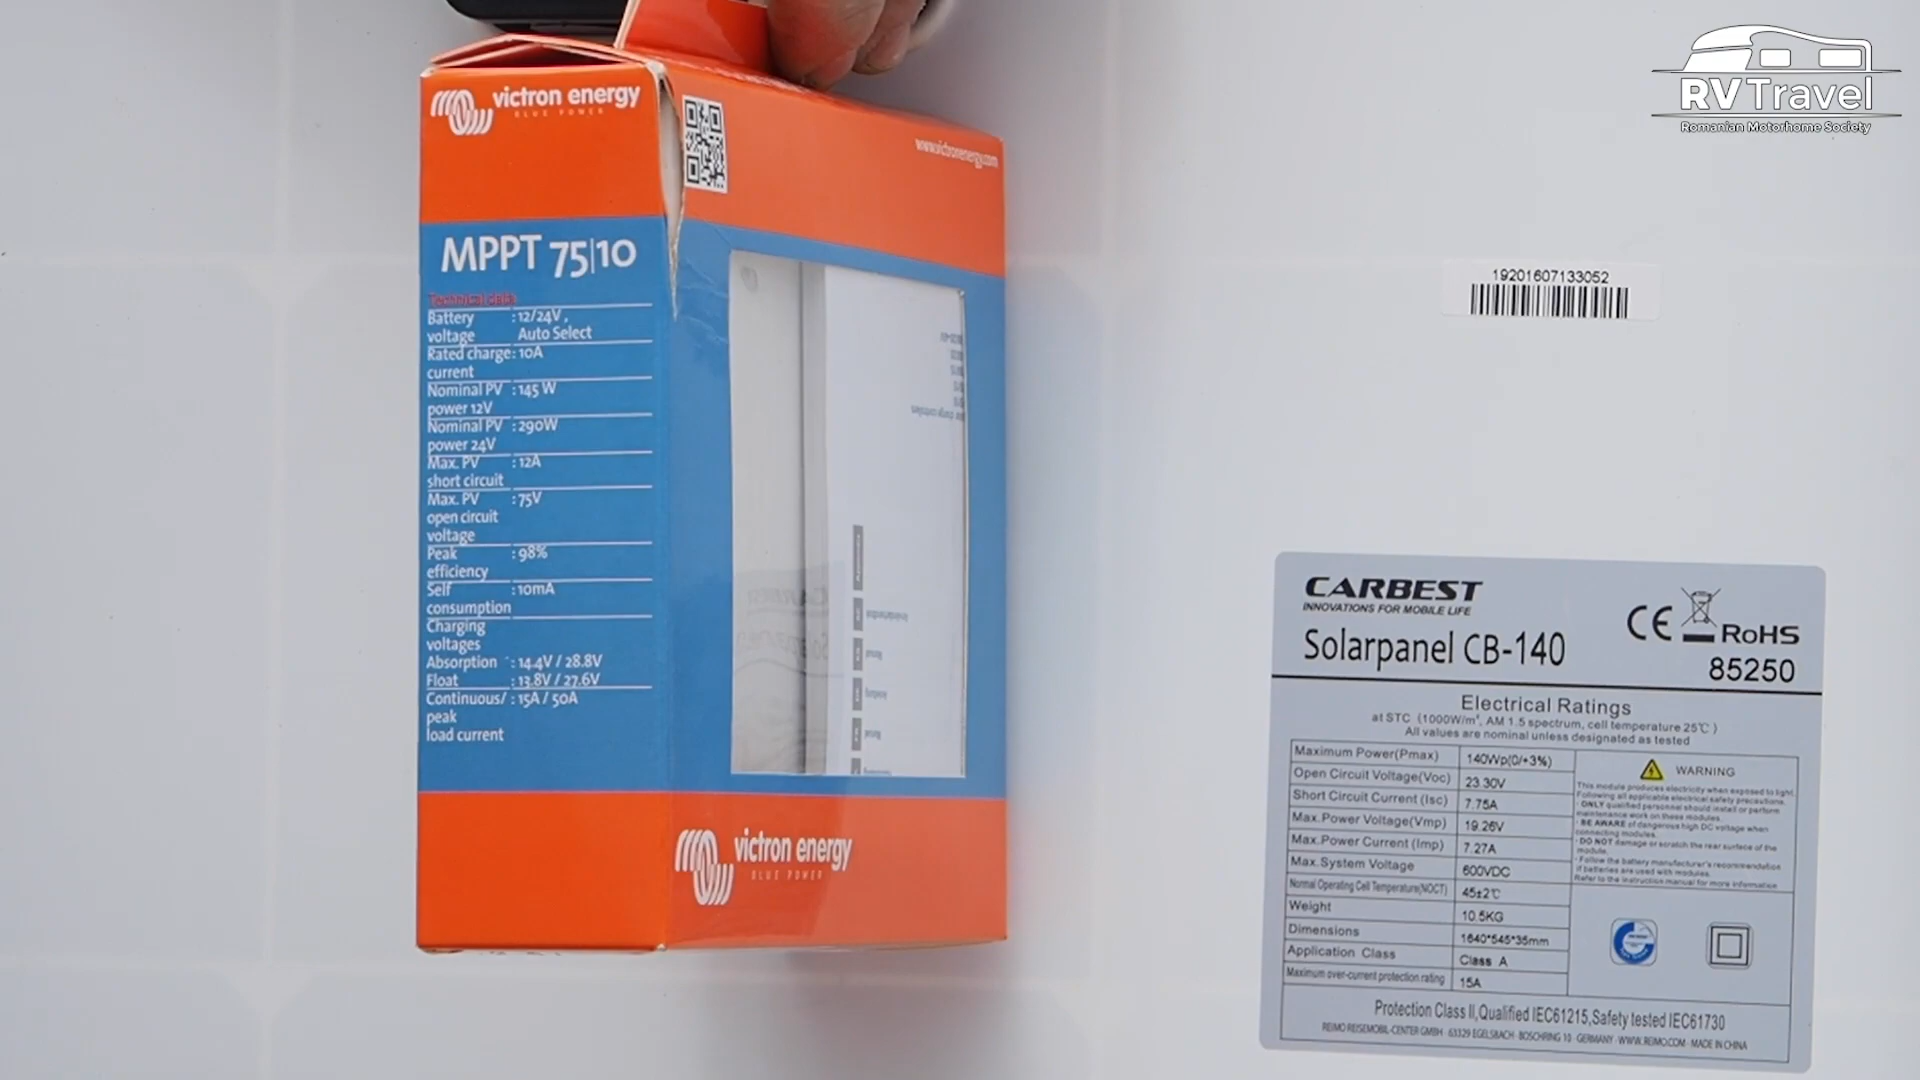 RVTravel
Romanian Motorhome Society
victron energy
BLUE POWER
www.victronenergy.com
MPPT 75|10
Technical data
Battery voltage : 12/24V, Auto Select
Rated charge current : 10A
Nominal PV power 12V : 145 W
Nominal PV power 24V : 290W
Max. PV short circuit : 12A
Max. PV open circuit voltage : 75V
Peak efficiency : 98%
Self consumption : 10mA
Charging voltages
Absorption : 14.4V / 28.8V
Float : 13.8V / 27.6V
Continuous/ peak load current : 15A / 50A
victron energy
BLUE POWER
19201607133052
CARBEST
INNOVATIONS FOR MOBILE LIFE
Solarpanel CB-140
CE RoHS
85250
Electrical Ratings
at STC (1000W/m², AM 1.5 spectrum, cell temperature 25℃)
All values are nominal unless designated as tested
Maximum Power(Pmax) 140Wp(0/+3%)
Open Circuit Voltage(Voc) 23.30V
Short Circuit Current (Isc) 7.75A
Max.Power Voltage(Vmp) 19.26V
Max.Power Current (Imp) 7.27A
Max.System Voltage 600VDC
Normal Operating Cell Temperature(NOCT) 45±2℃
Weight 10.5KG
Dimensions 1640*545*35mm
Application Class Class A
Maximum over-current protection rating 15A
WARNING
This module produces electricity when exposed to light.
Following all applicable electrical safety precautions.
· ONLY qualified personnel should install or perform
maintenance work on these modules.
· BE AWARE of dangerous high DC voltage when
connecting modules.
· DO NOT damage or scratch the rear surface of the
module.
· Follow the battery manufacturer's recommendation
if batteries are used with modules.
Refer to the instruction manual for more information
Protection Class II,Qualified IEC61215,Safety tested IEC61730
REIMO REISEMOBIL-CENTER GMBH · 63329 EGELSBACH · BOSCHRING 10 · GERMANY · WWW.REIMO.COM · MADE IN CHINA